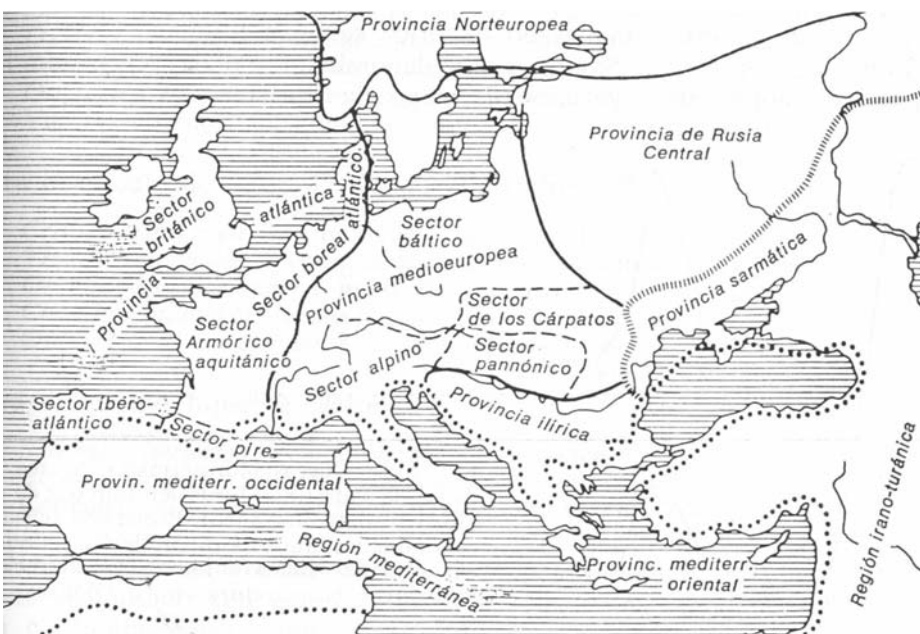 Provincia Norteuropea
Provincia de Rusia
Central
Sector
británico
atlántica
Sector boreal atlántico
Sector
báltico
Provincia medioeuropea
Provincia sarmática
Provincia
Sector
Armórico
aquitánico
Sector
de los Cárpatos
Sector
pannónico
Sector alpino
Provincia ilírica
Sector ibero
atlántico
Sector pire.
Provin. mediterr. occidental
Región
mediterránea
Provinc. mediterr.
oriental
Región irano-turánica